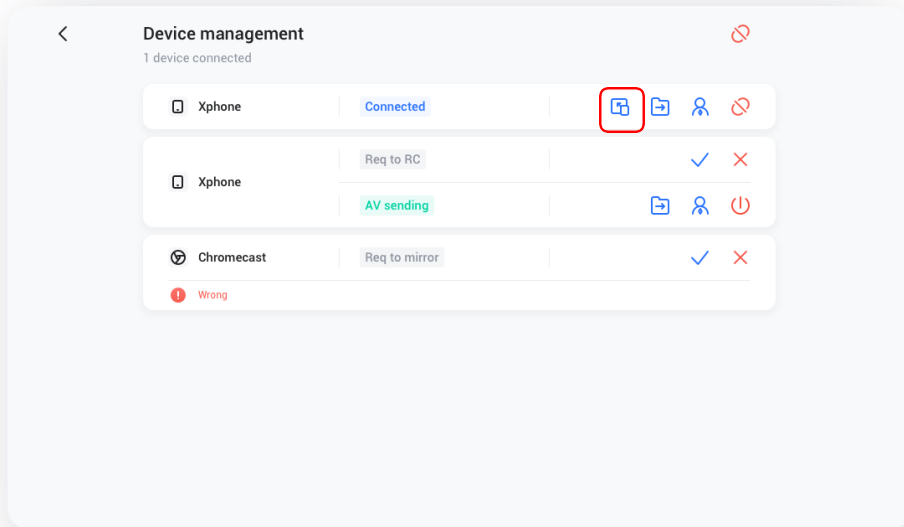 Device management
1 device connected
Xphone
Connected
Xphone
Req to RC
AV sending
Chromecast
Req to mirror
Wrong